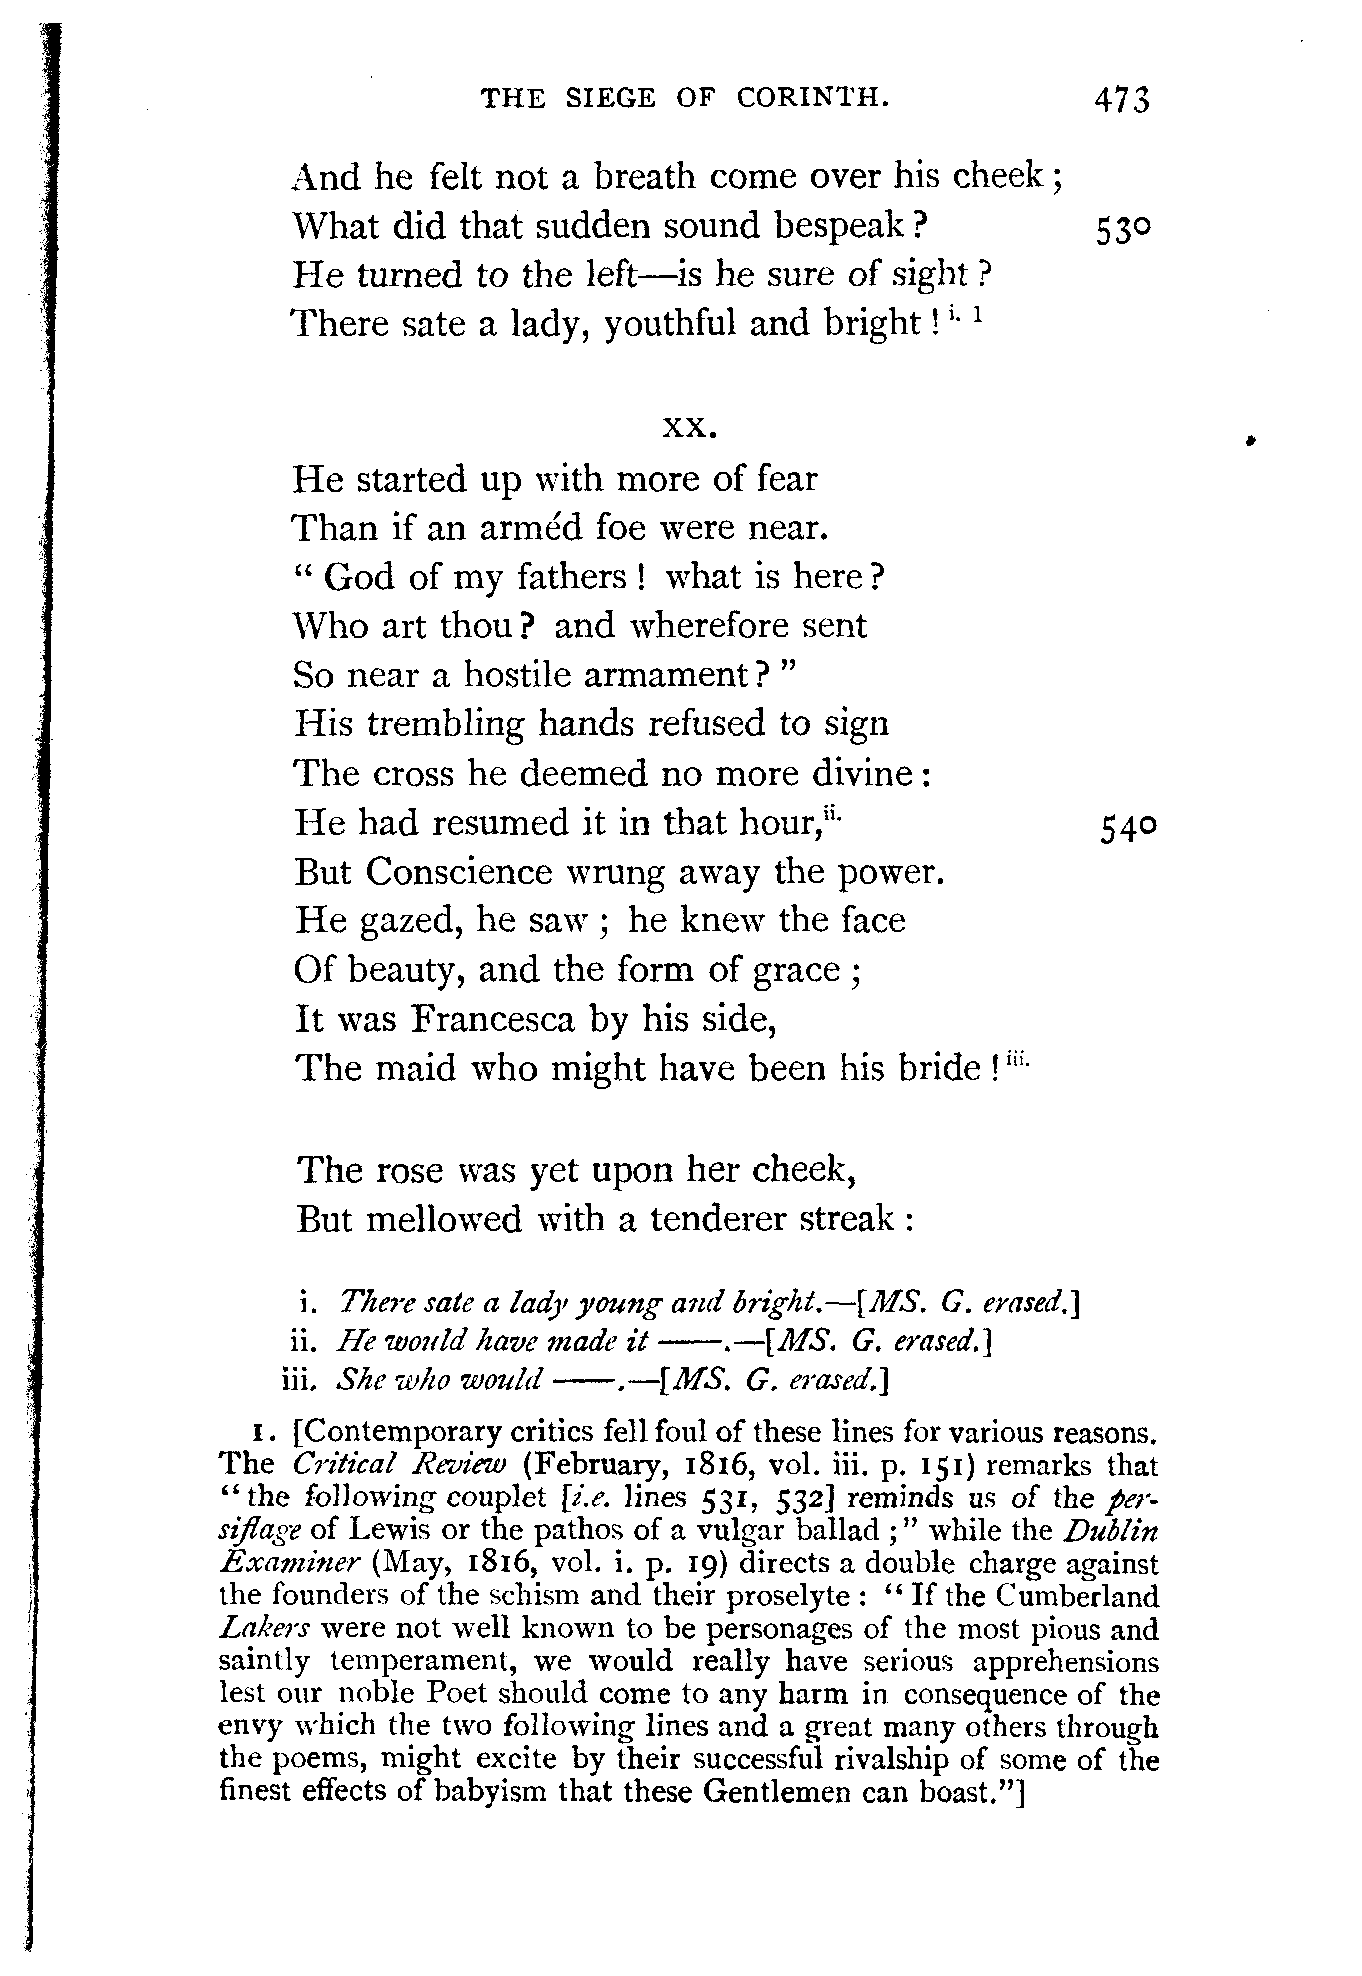 THE SIEGE OF CORINTH. 473
And he felt not a breath come over his cheek;
What did that sudden sound bespeak? 530
He turned to the left—is he sure of sight?
There sate a lady, youthful and bright! i. 1
XX.
He started up with more of fear
Than if an arméd foe were near.
"God of my fathers! what is here?
Who art thou? and wherefore sent
So near a hostile armament?"
His trembling hands refused to sign
The cross he deemed no more divine:
He had resumed it in that hour,ii. 540
But Conscience wrung away the power.
He gazed, he saw; he knew the face
Of beauty, and the form of grace;
It was Francesca by his side,
The maid who might have been his bride! iii.
The rose was yet upon her cheek,
But mellowed with a tenderer streak:
i. There sate a lady young and bright.—[MS. G. erased.]
ii. He would have made it ——.—[MS. G. erased.]
iii. She who would ——.—[MS. G. erased.]
1. [Contemporary critics fell foul of these lines for various reasons.
The Critical Review (February, 1816, vol. iii. p. 151) remarks that
"the following couplet [i.e. lines 531, 532] reminds us of the per-
siflage of Lewis or the pathos of a vulgar ballad;" while the Dublin
Examiner (May, 1816, vol. i. p. 19) directs a double charge against
the founders of the schism and their proselyte: "If the Cumberland
Lakers were not well known to be personages of the most pious and
saintly temperament, we would really have serious apprehensions
lest our noble Poet should come to any harm in consequence of the
envy which the two following lines and a great many others through
the poems, might excite by their successful rivalship of some of the
finest effects of babyism that these Gentlemen can boast."]